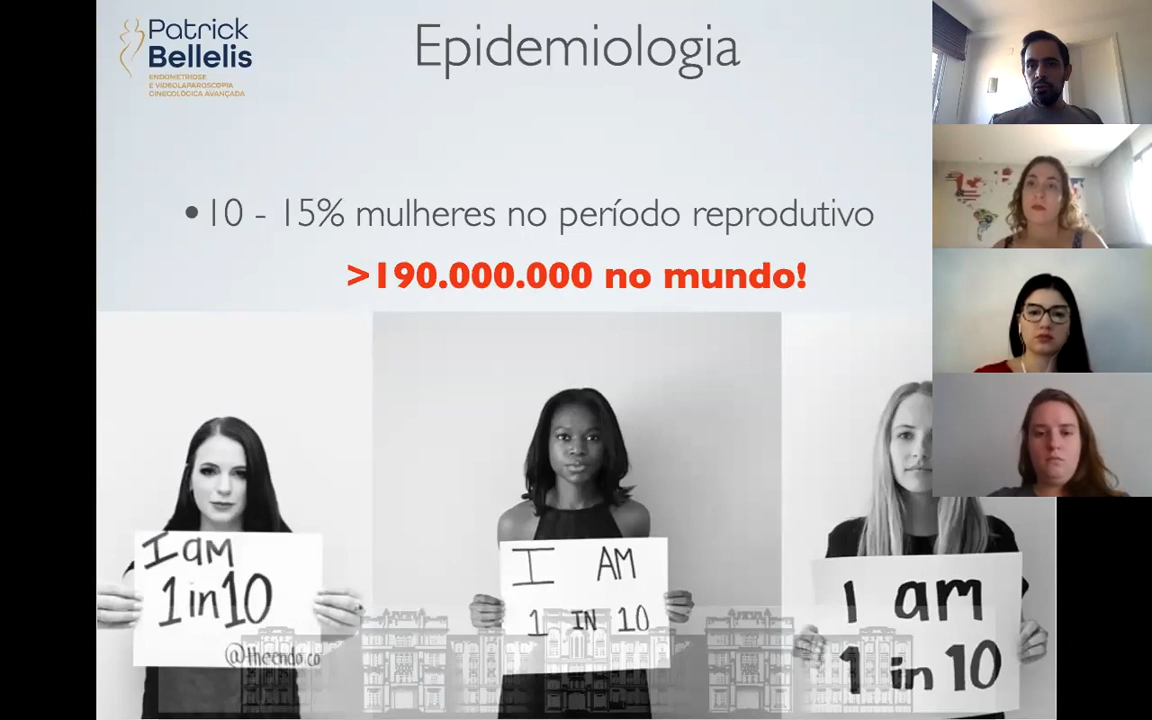 Patrick
Bellelis
ENDOMETRIOSE
E VIDEOLAPAROSCOPIA
GINECOLÓGICA AVANÇADA
Epidemiologia
• 10 - 15% mulheres no período reprodutivo
>190.000.000 no mundo!
I am
1 in 10
@theendo.co
I AM
1 IN 10
I am
1 in 10